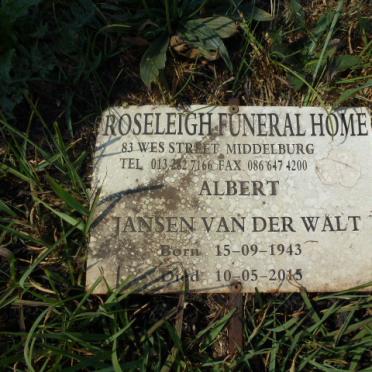 ROSELEIGH FUNERAL HOME
83 WES STREET MIDDELBURG
TEL 013 282 7166 FAX 086 647 4200
ALBERT
JANSEN VAN DER WALT
Born 15-09-1943
Died 10-05-2015